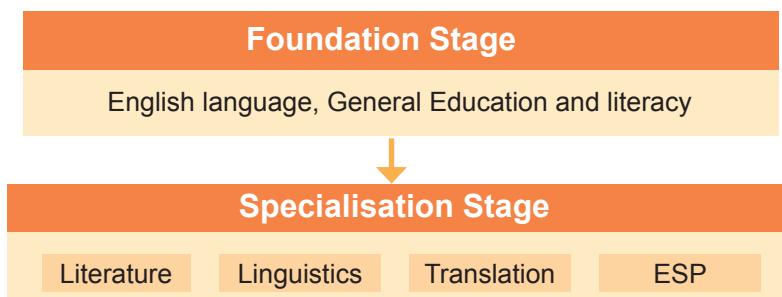 Foundation Stage
English language, General Education and literacy
Specialisation Stage
Literature Linguistics Translation ESP